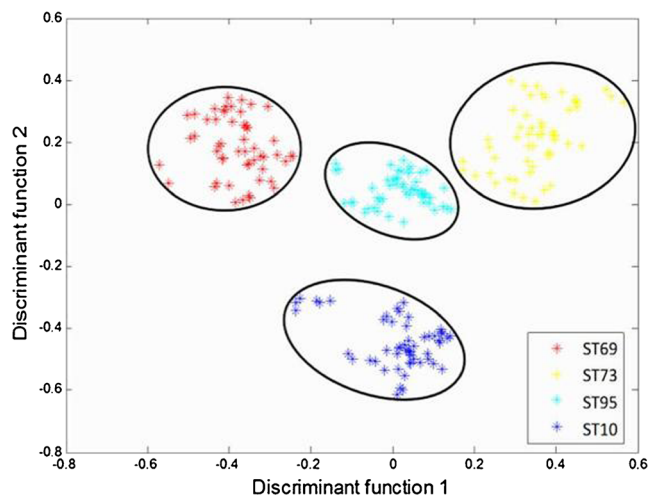 0.6
0.4
0.2
0
-0.2
-0.4
-0.6
-0.8
Discriminant function 2
ST69
ST73
ST95
ST10
-0.8 -0.6 -0.4 -0.2 0 0.2 0.4 0.6
Discriminant function 1